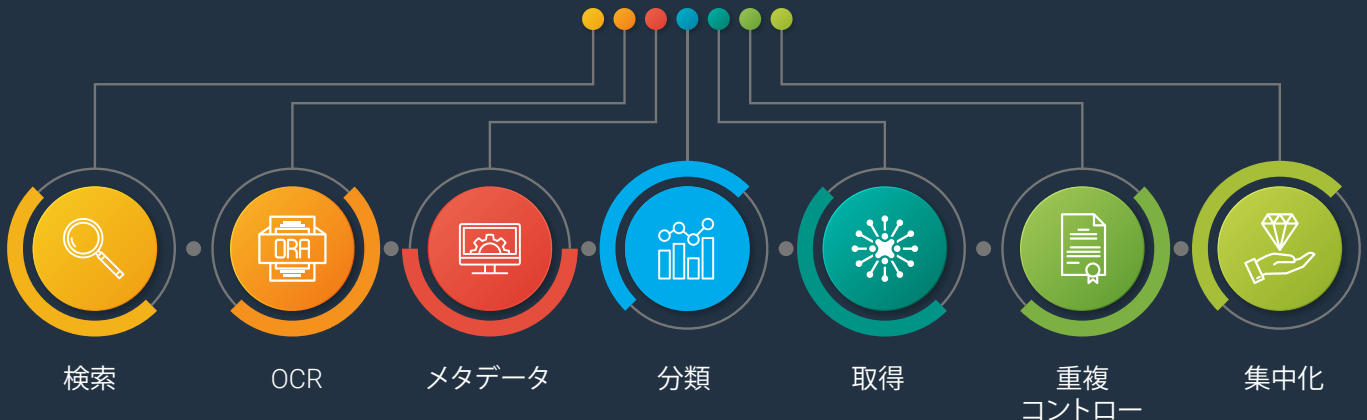 ORA
検索
OCR
メタデータ
分類
取得
重複
コントロー
集中化